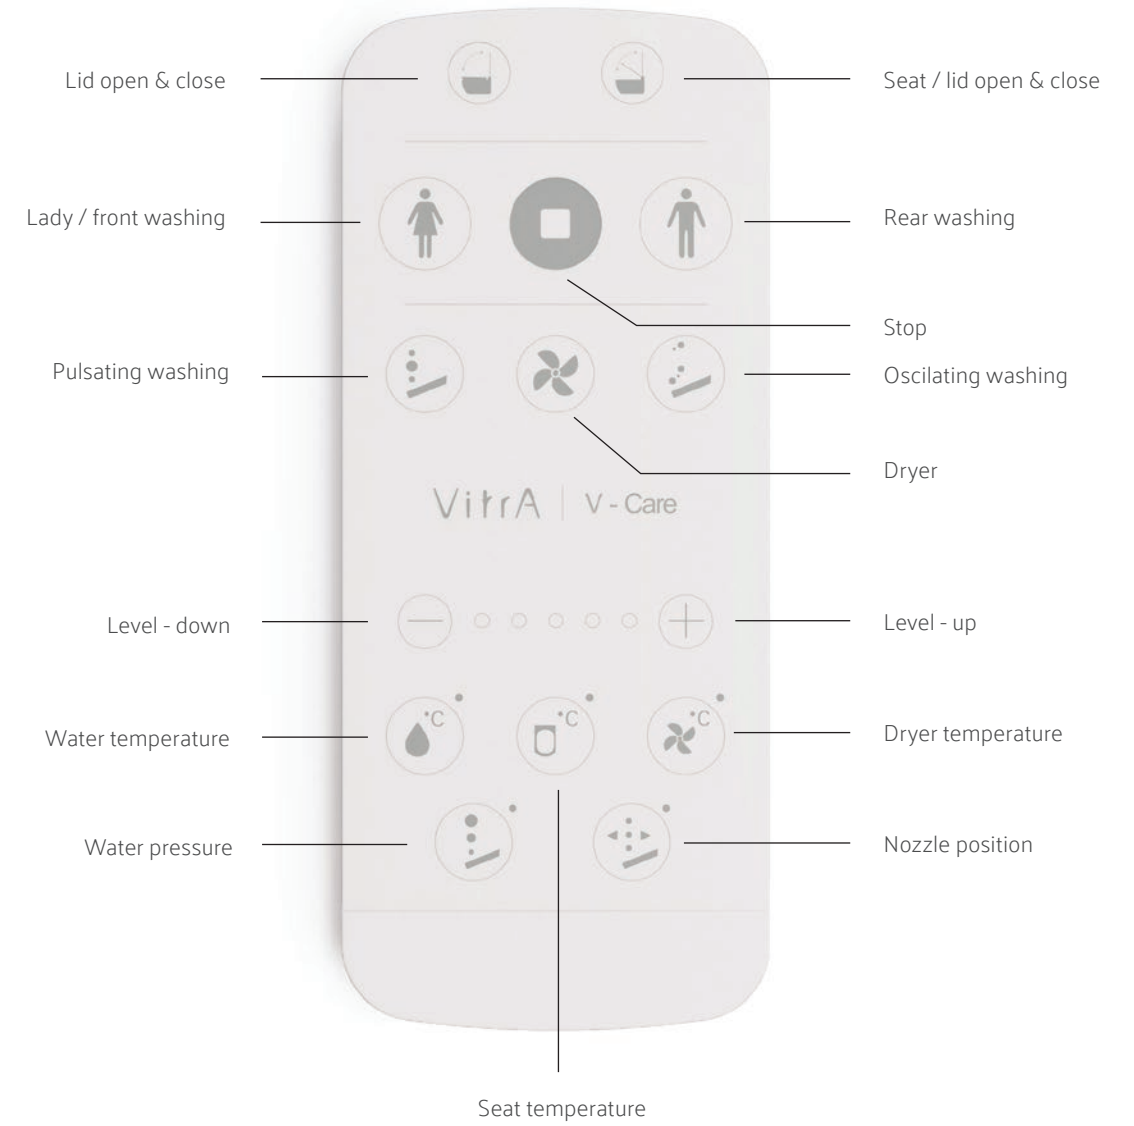 Lid open & close
Seat / lid open & close
Lady / front washing
Rear washing
Stop
Pulsating washing
Oscilating washing
Dryer
VitrA | V - Care
Level - down
Level - up
°C
°C
°C
Water temperature
Dryer temperature
Water pressure
Nozzle position
Seat temperature